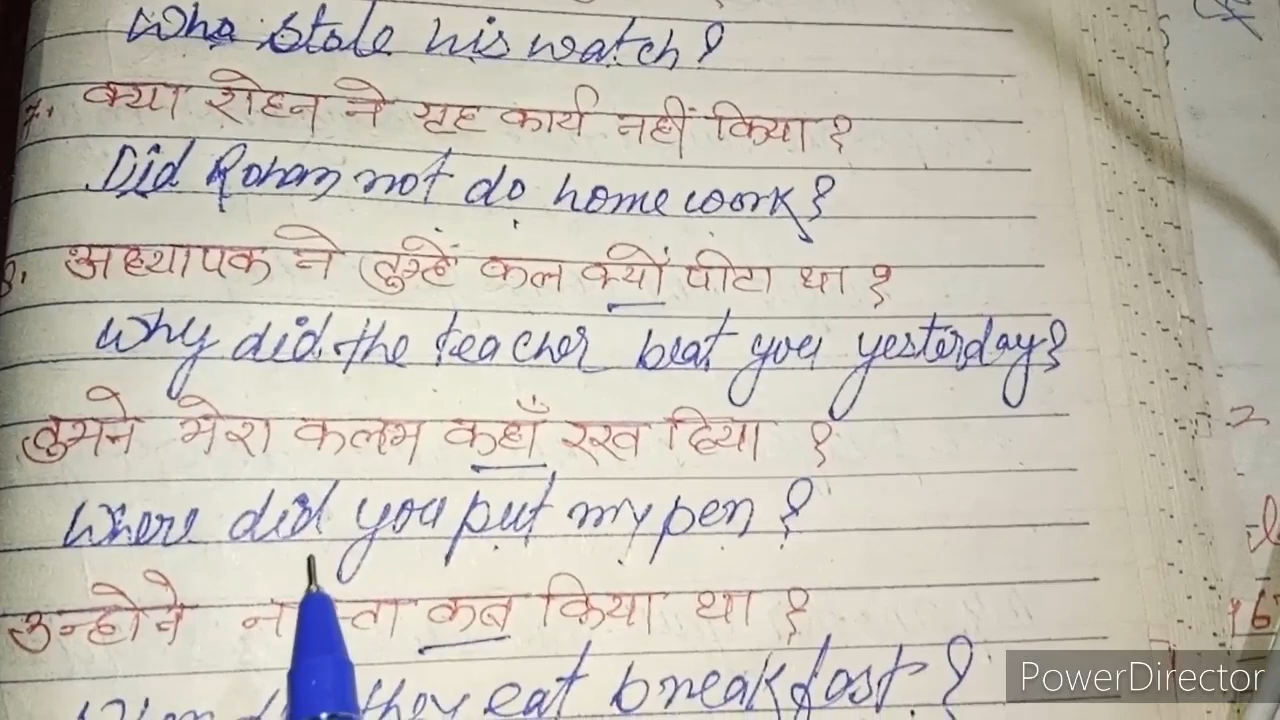 Who stole his watch?
7. क्या रोहन ने गृह कार्य नहीं किया ?
Did Rohan not do home work?
8. अध्यापक ने तुम्हें कल क्यों पीटा था ?
Why did the teacher beat you yesterday?
तुमने मेरा कलम कहाँ रख दिया ?
Where did you put my pen?
उन्होने कब किया था ?
they eat breakfast?
PowerDirector